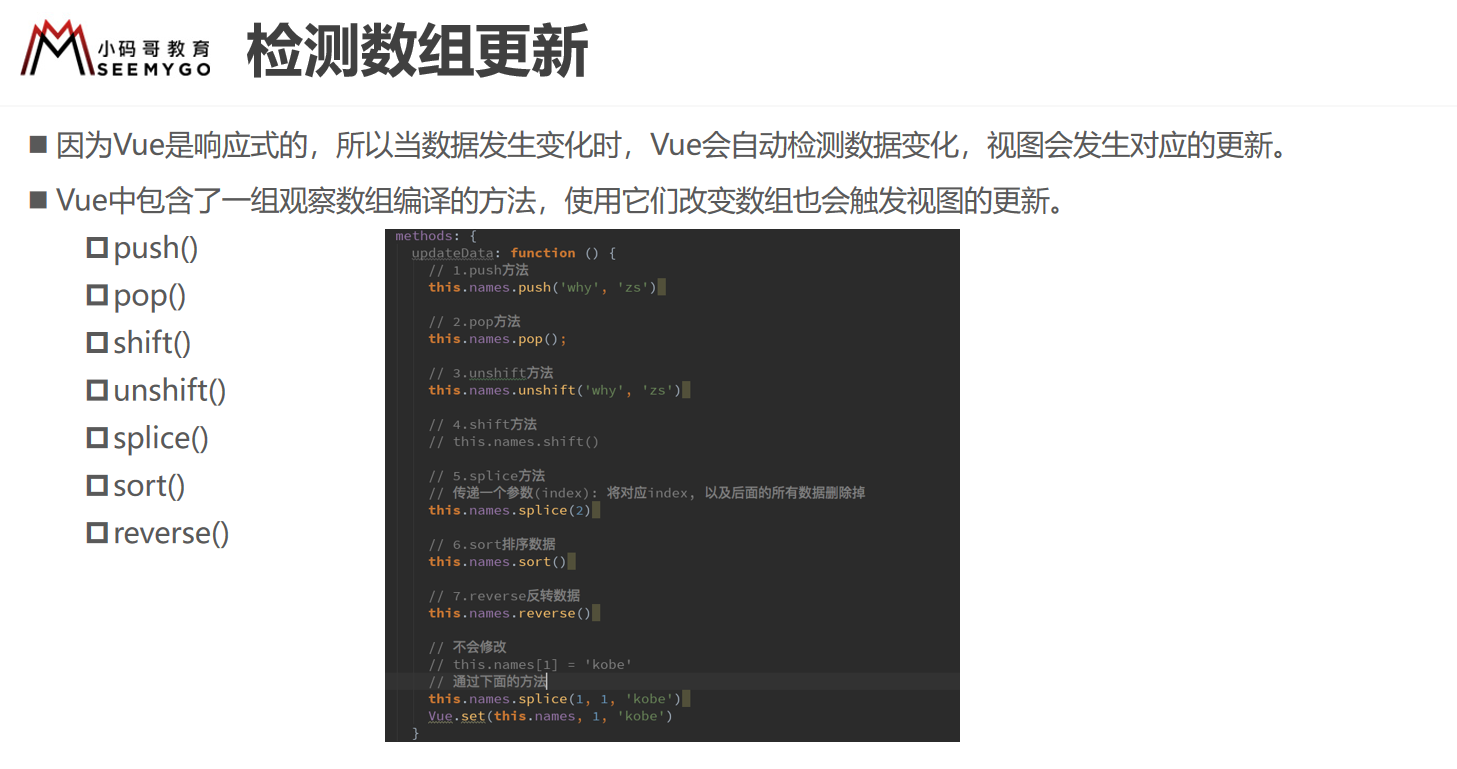 小码哥教育
SEEMYGO
检测数组更新
因为Vue是响应式的，所以当数据发生变化时，Vue会自动检测数据变化，视图会发生对应的更新。
Vue中包含了一组观察数组编译的方法，使用它们改变数组也会触发视图的更新。
push()
pop()
shift()
unshift()
splice()
sort()
reverse()
methods: {
updateData: function () {
// 1.push方法
this.names.push('why', 'zs')
// 2.pop方法
this.names.pop();
// 3.unshift方法
this.names.unshift('why', 'zs')
// 4.shift方法
// this.names.shift()
// 5.splice方法
// 传递一个参数(index): 将对应index, 以及后面的所有数据删除掉
this.names.splice(2)
// 6.sort排序数据
this.names.sort()
// 7.reverse反转数据
this.names.reverse()
// 不会修改
// this.names[1] = 'kobe'
// 通过下面的方法
this.names.splice(1, 1, 'kobe')
Vue.set(this.names, 1, 'kobe')
}